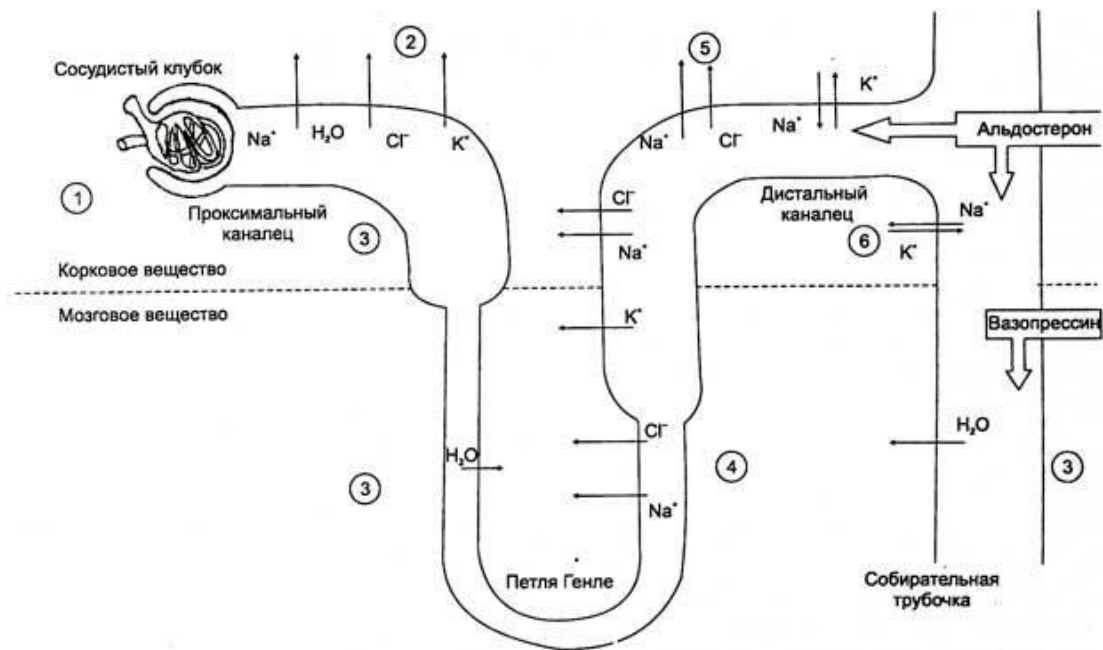 2
5
Сосудистый клубок
K⁺
Na⁺
H₂O
Cl⁻
K⁺
Na⁺
Cl⁻
Na⁺
Альдостерон
1
Проксимальный
каналец
3
Cl⁻
Na⁺
Дистальный
каналец
6
Na⁺
K⁺
Корковое вещество
Мозговое вещество
K⁺
Вазопрессин
Cl⁻
H₂O
H₂O
3
4
3
Na⁺
Петля Генле
Собирательная
трубочка